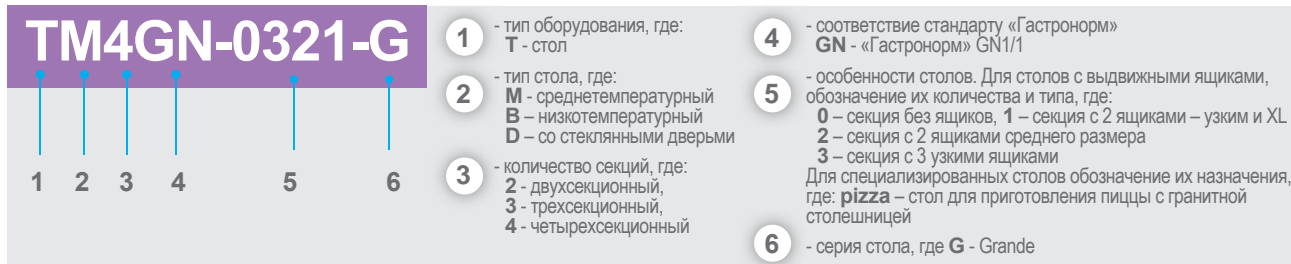 TM4GN-0321-G
1 2 3 4 5 6
1 - тип оборудования, где:
T - стол
2 - тип стола, где:
M - среднетемпературный
B – низкотемпературный
D – со стеклянными дверьми
3 - количество секций, где:
2 - двухсекционный,
3 - трехсекционный,
4 - четырехсекционный
4 - соответствие стандарту «Гастронорм»
GN - «Гастронорм» GN1/1
5 - особенности столов. Для столов с выдвижными ящиками,
обозначение их количества и типа, где:
0 – секция без ящиков, 1 – секция с 2 ящиками – узким и XL
2 – секция с 2 ящиками среднего размера
3 – секция с 3 узкими ящиками
Для специализированных столов обозначение их назначения,
где: pizza – стол для приготовления пиццы с гранитной
столешницей
6 - серия стола, где G - Grande